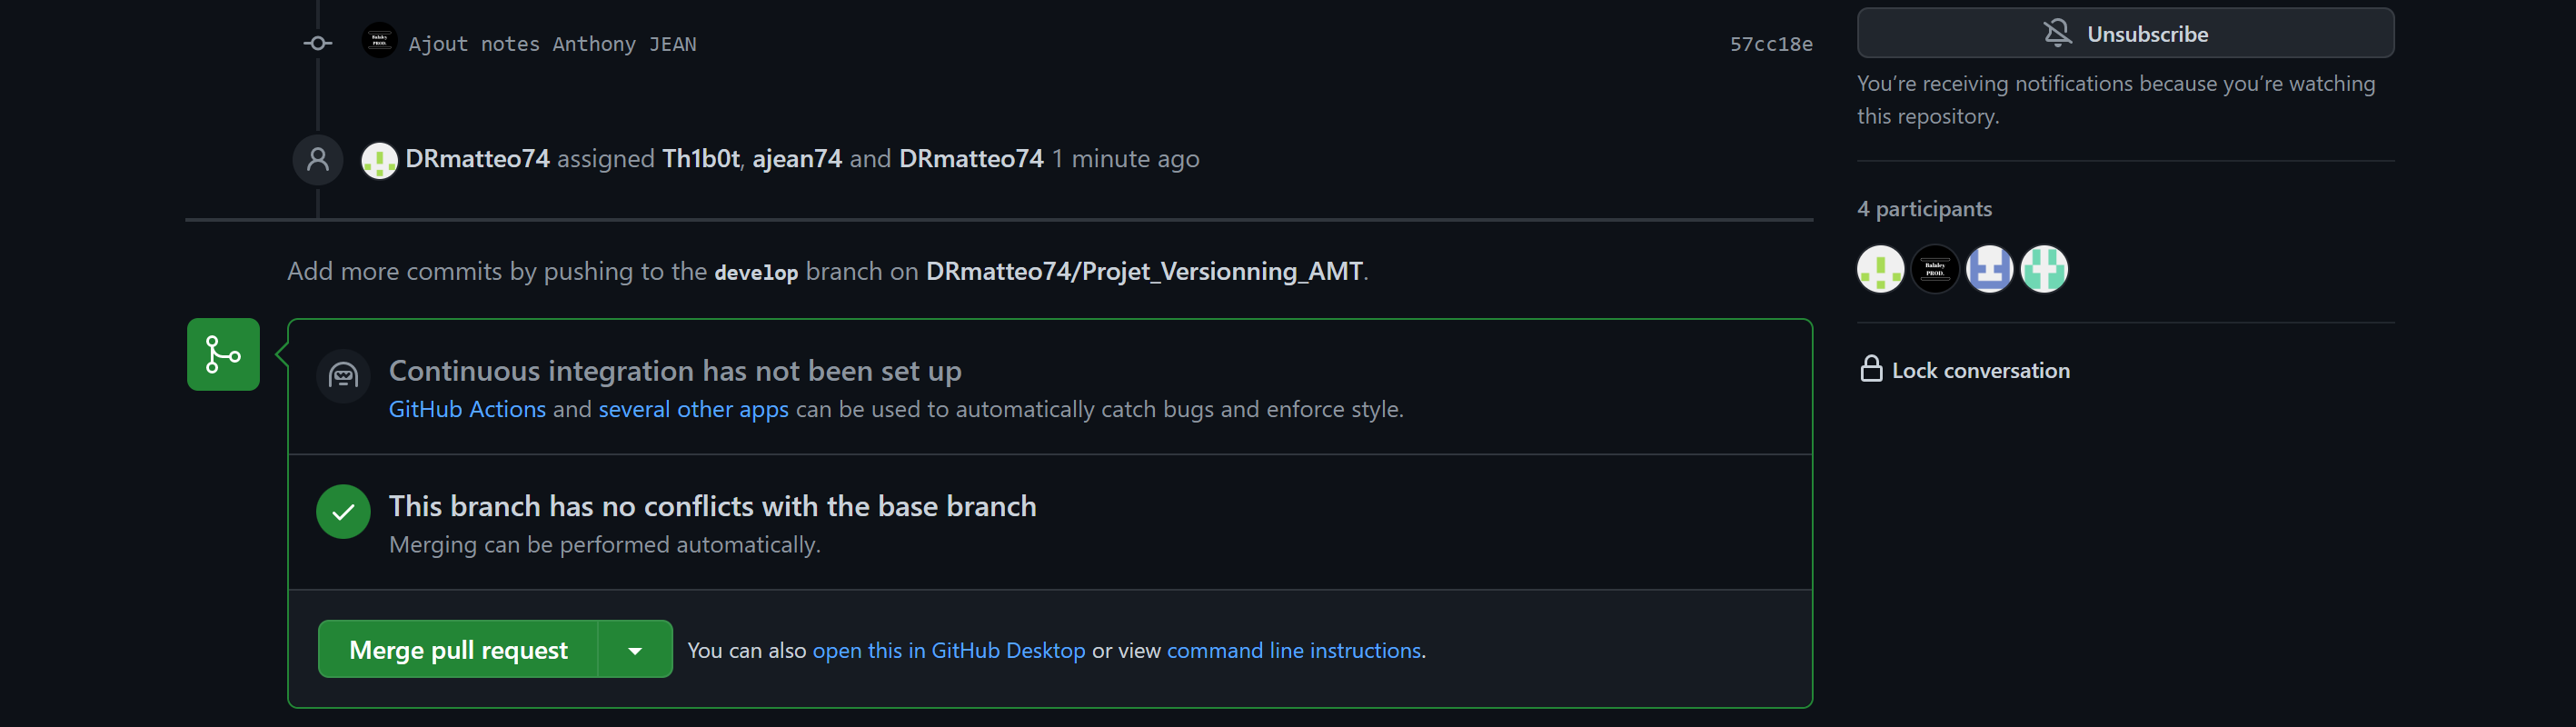 Ajout notes Anthony JEAN
57cc18e
DRmatteo74 assigned Th1b0t, ajean74 and DRmatteo74 1 minute ago
Add more commits by pushing to the develop branch on DRmatteo74/Projet_Versionning_AMT.
Continuous integration has not been set up
GitHub Actions and several other apps can be used to automatically catch bugs and enforce style.
This branch has no conflicts with the base branch
Merging can be performed automatically.
Merge pull request
You can also open this in GitHub Desktop or view command line instructions.
Unsubscribe
You’re receiving notifications because you’re watching
this repository.
4 participants
Lock conversation